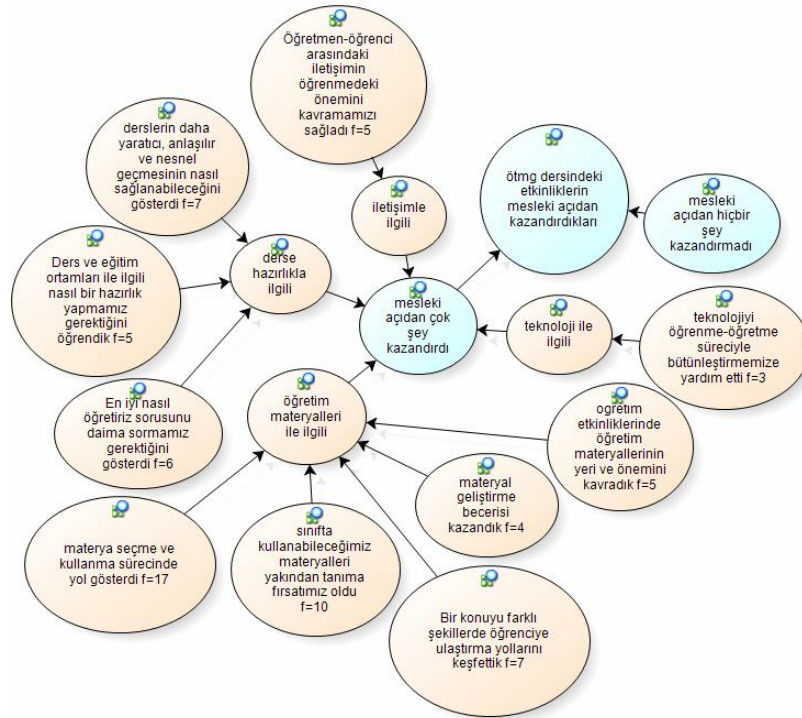 Öğretmen-öğrenci
arasındaki
iletişimin
öğrenmedeki
önemini
kavramamızı
sağladı f=5
derslerin daha
yaratıcı, anlaşılır
ve nesnel
geçmesinin nasıl
sağlanabileceğini
gösterdi f=7
ötmg dersindeki
etkinliklerin
mesleki açıdan
kazandırdıkları
mesleki
açıdan hiçbir
şey
kazandırmadı
iletişimle
ilgili
Ders ve eğitim
ortamları ile ilgili
nasıl bir hazırlık
yapmamız
gerektiğini
öğrendik f=5
derse
hazırlıkla
ilgili
mesleki
açıdan çok
şey
kazandırdı
teknoloji ile
ilgili
teknolojiyi
öğrenme-öğretme
süreciyle
bütünleştirmemize
yardım etti f=3
En iyi nasıl
öğretiriz sorusunu
daima sormamız
gerektiğini
gösterdi f=6
öğretim
materyalleri
ile ilgili
ogretim
etkinliklerinde
öğretim
materyallerinin
yeri ve önemini
kavradık f=5
materyal
geliştirme
becerisi
kazandık f=4
materya seçme ve
kullanma sürecinde
yol gösterdi f=17
sınıfta
kullanabileceğimiz
materyalleri
yakından tanıma
fırsatımız oldu
f=10
Bir konuyu farklı
şekillerde öğrenciye
ulaştırma yollarını
keşfettik f=7